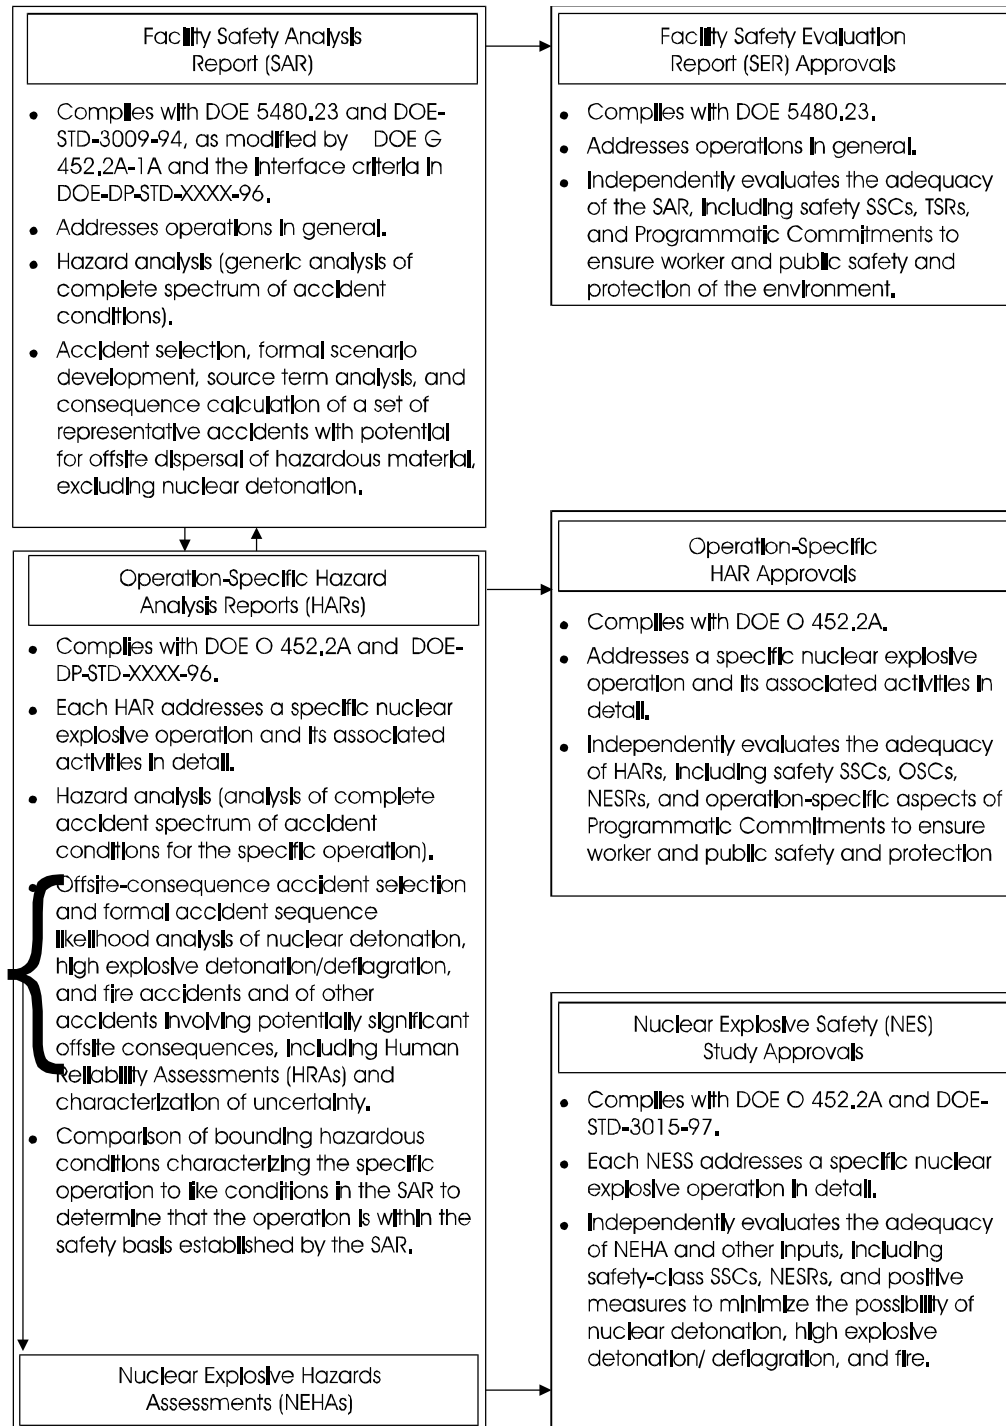 Facility Safety Analysis
Report (SAR)
• Complies with DOE 5480.23 and DOE-
STD-3009-94, as modified by DOE G
452.2A-1A and the interface criteria in
DOE-DP-STD-XXXX-96.
• Addresses operations in general.
• Hazard analysis (generic analysis of
complete spectrum of accident
conditions).
• Accident selection, formal scenario
development, source term analysis, and
consequence calculation of a set of
representative accidents with potential
for offsite dispersal of hazardous material,
excluding nuclear detonation.
Facility Safety Evaluation
Report (SER) Approvals
• Complies with DOE 5480.23.
• Addresses operations in general.
• Independently evaluates the adequacy
of the SAR, including safety SSCs, TSRs,
and Programmatic Commitments to
ensure worker and public safety and
protection of the environment.
Operation-Specific Hazard
Analysis Reports (HARs)
• Complies with DOE O 452.2A and DOE-
DP-STD-XXXX-96.
• Each HAR addresses a specific nuclear
explosive operation and its associated
activities in detail.
• Hazard analysis (analysis of complete
accident spectrum of accident
conditions for the specific operation).
• Offsite-consequence accident selection
and formal accident sequence
likelihood analysis of nuclear detonation,
high explosive detonation/deflagration,
and fire accidents and of other
accidents involving potentially significant
offsite consequences, including Human
Reliability Assessments (HRAs) and
characterization of uncertainty.
• Comparison of bounding hazardous
conditions characterizing the specific
operation to like conditions in the SAR to
determine that the operation is within the
safety basis established by the SAR.
Operation-Specific
HAR Approvals
• Complies with DOE O 452.2A.
• Addresses a specific nuclear explosive
operation and its associated activities in
detail.
• Independently evaluates the adequacy
of HARs, including safety SSCs, OSCs,
NESRs, and operation-specific aspects of
Programmatic Commitments to ensure
worker and public safety and protection
Nuclear Explosive Hazards
Assessments (NEHAs)
Nuclear Explosive Safety (NES)
Study Approvals
• Complies with DOE O 452.2A and DOE-
STD-3015-97.
• Each NESS addresses a specific nuclear
explosive operation in detail.
• Independently evaluates the adequacy
of NEHA and other inputs, including
safety-class SSCs, NESRs, and positive
measures to minimize the possibility of
nuclear detonation, high explosive
detonation/ deflagration, and fire.